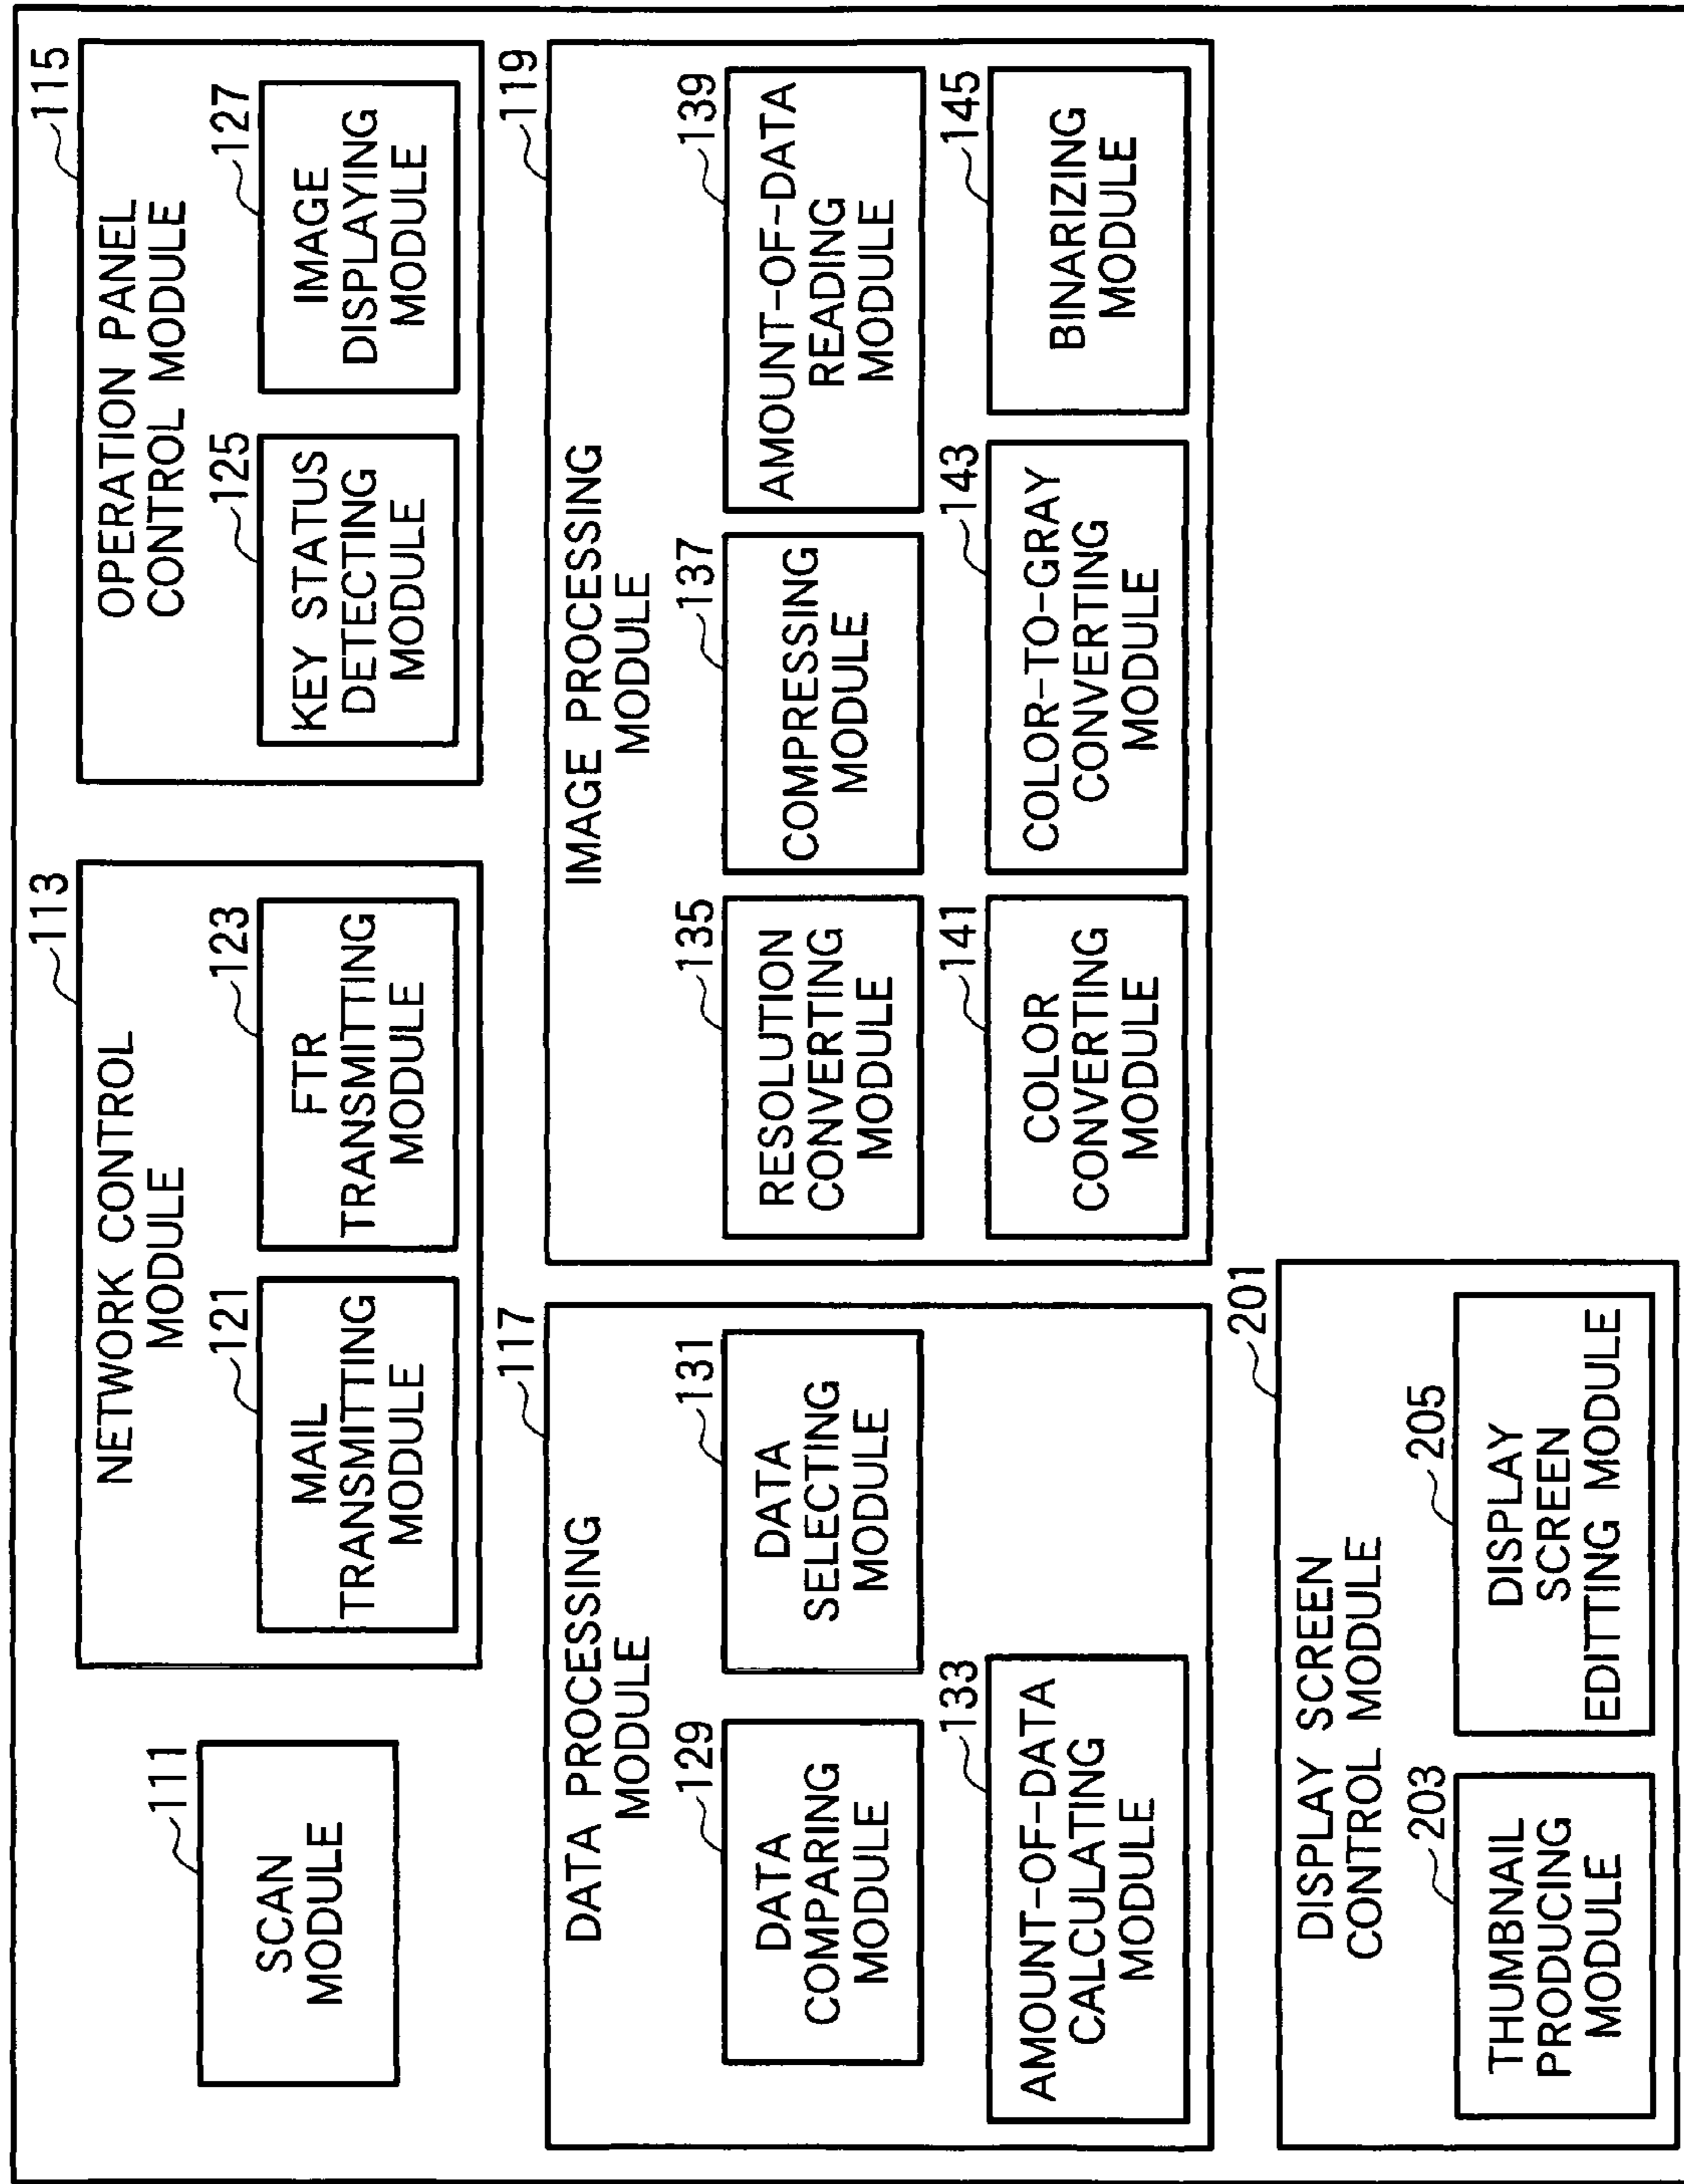 111
SCAN
MODULE
113
NETWORK CONTROL
MODULE
121
MAIL
TRANSMITTING
MODULE
123
FTR
TRANSMITTING
MODULE
115
OPERATION PANEL
CONTROL MODULE
125
KEY STATUS
DETECTING
MODULE
127
IMAGE
DISPLAYING
MODULE
117
DATA PROCESSING
MODULE
129
DATA
COMPARING
MODULE
131
DATA
SELECTING
MODULE
133
AMOUNT-OF-DATA
CALCULATING
MODULE
119
IMAGE PROCESSING
MODULE
135
RESOLUTION
CONVERTING
MODULE
137
COMPRESSING
MODULE
139
AMOUNT-OF-DATA
READING
MODULE
141
COLOR
CONVERTING
MODULE
143
COLOR-TO-GRAY
CONVERTING
MODULE
145
BINARIZING
MODULE
201
DISPLAY SCREEN
CONTROL MODULE
203
THUMBNAIL
PRODUCING
MODULE
205
DISPLAY
SCREEN
EDITTING MODULE